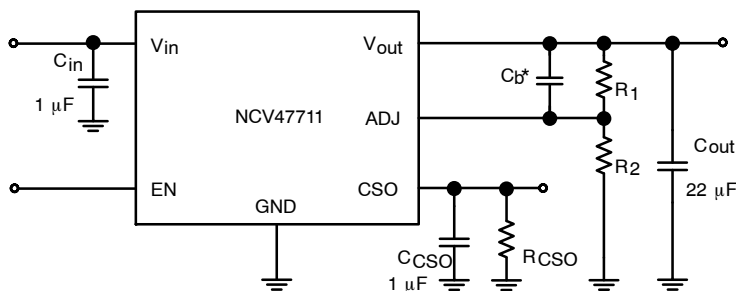 Vin
Vout
Cin
1 μF
Cb*
R1
NCV47711
ADJ
R2
Cout
22 μF
EN
CSO
GND
CCSO
1 μF
RCSO